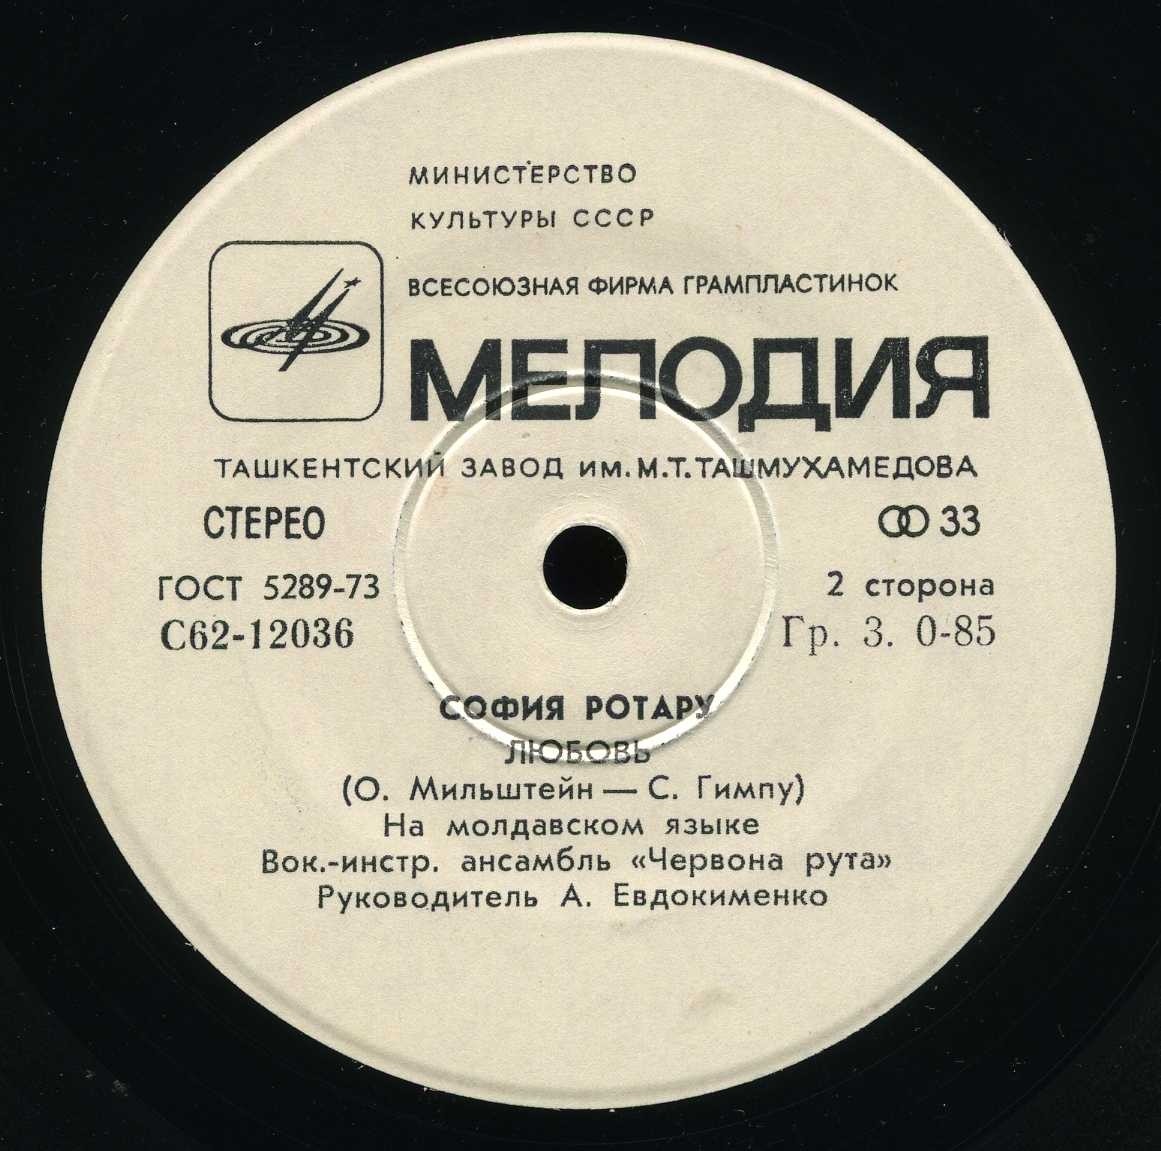 МИНИСТЕРСТВО
КУЛЬТУРЫ СССР
ВСЕСОЮЗНАЯ ФИРМА ГРАМПЛАСТИНОК
МЕЛОДИЯ
ТАШКЕНТСКИЙ ЗАВОД им. М.Т. ТАШМУХАМЕДОВА
СТЕРЕО 33
ГОСТ 5289-73 2 сторона
С62-12036 Гр. 3. 0-85
СОФИЯ РОТАРУ
ЛЮБОВЬ
(О. Мильштейн — С. Гимпу)
На молдавском языке
Вок.-инстр. ансамбль «Червона рута»
Руководитель А. Евдокименко